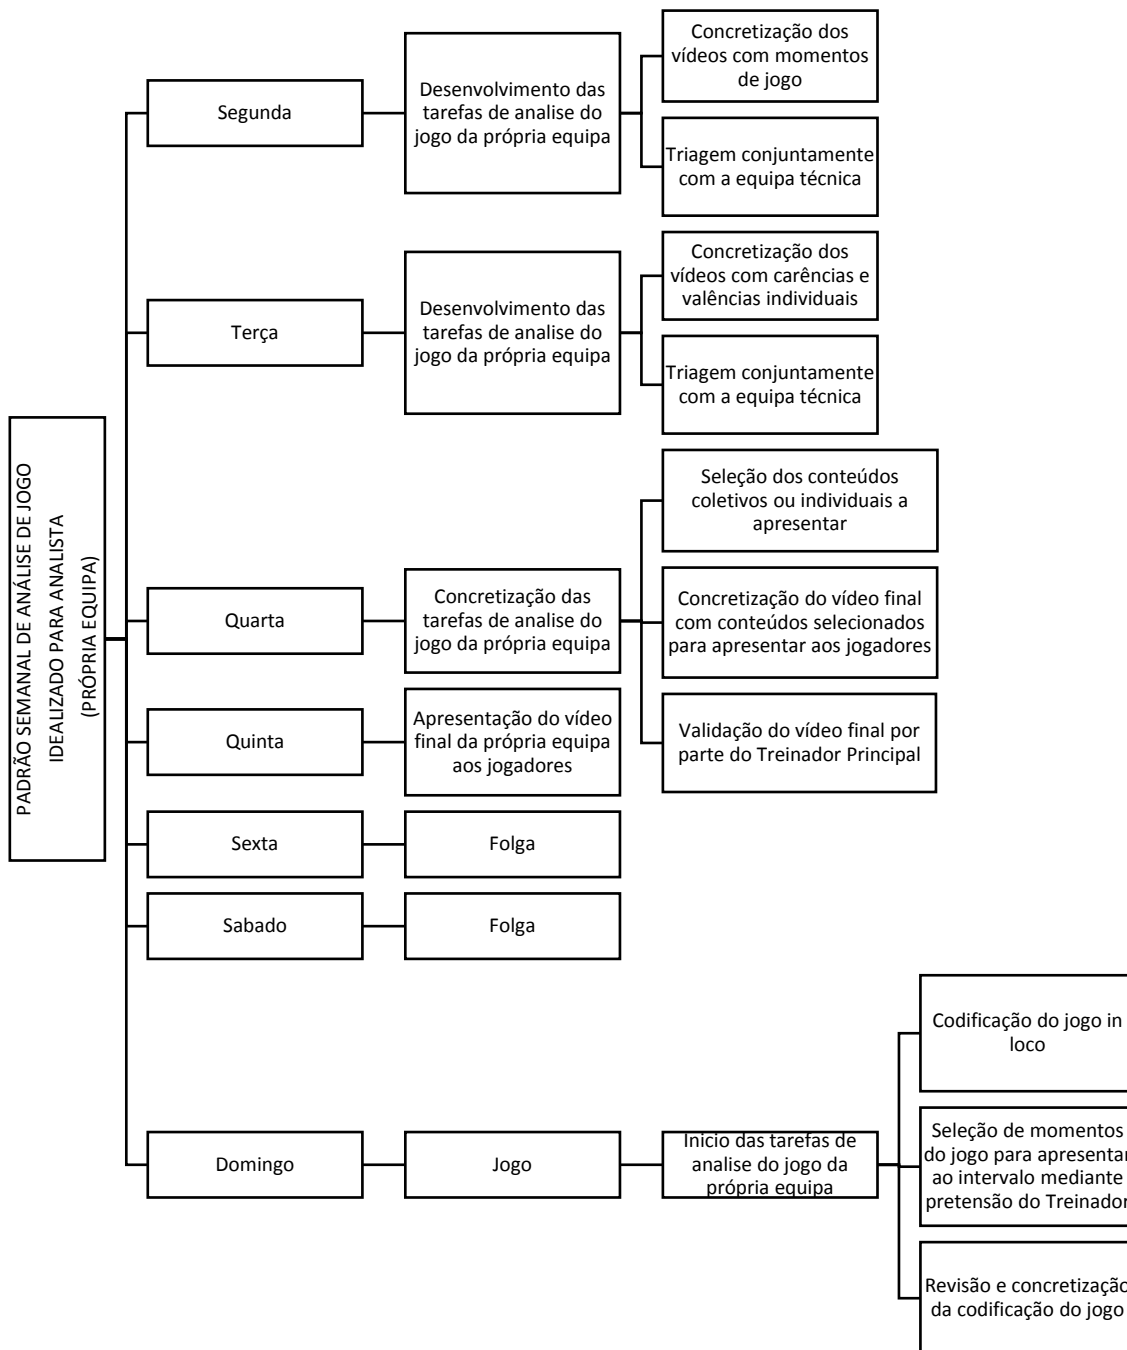 PADRÃO SEMANAL DE ANÁLISE DE JOGO
IDEALIZADO PARA ANALISTA
(PRÓPRIA EQUIPA)
Segunda
Desenvolvimento das
tarefas de analise do
jogo da própria equipa
Concretização dos
vídeos com momentos
de jogo
Triagem conjuntamente
com a equipa técnica
Terça
Desenvolvimento das
tarefas de analise do
jogo da própria equipa
Concretização dos
vídeos com carências e
valências individuais
Triagem conjuntamente
com a equipa técnica
Quarta
Concretização das
tarefas de analise do
jogo da própria equipa
Seleção dos conteúdos
coletivos ou individuais a
apresentar
Concretização do vídeo final
com conteúdos selecionados
para apresentar aos jogadores
Validação do vídeo final por
parte do Treinador Principal
Quinta
Apresentação do vídeo
final da própria equipa
aos jogadores
Sexta
Folga
Sabado
Folga
Domingo
Jogo
Inicio das tarefas de
analise do jogo da
própria equipa
Codificação do jogo in
loco
Seleção de momentos
do jogo para apresentar
ao intervalo mediante
pretensão do Treinador
Revisão e concretização
da codificação do jogo